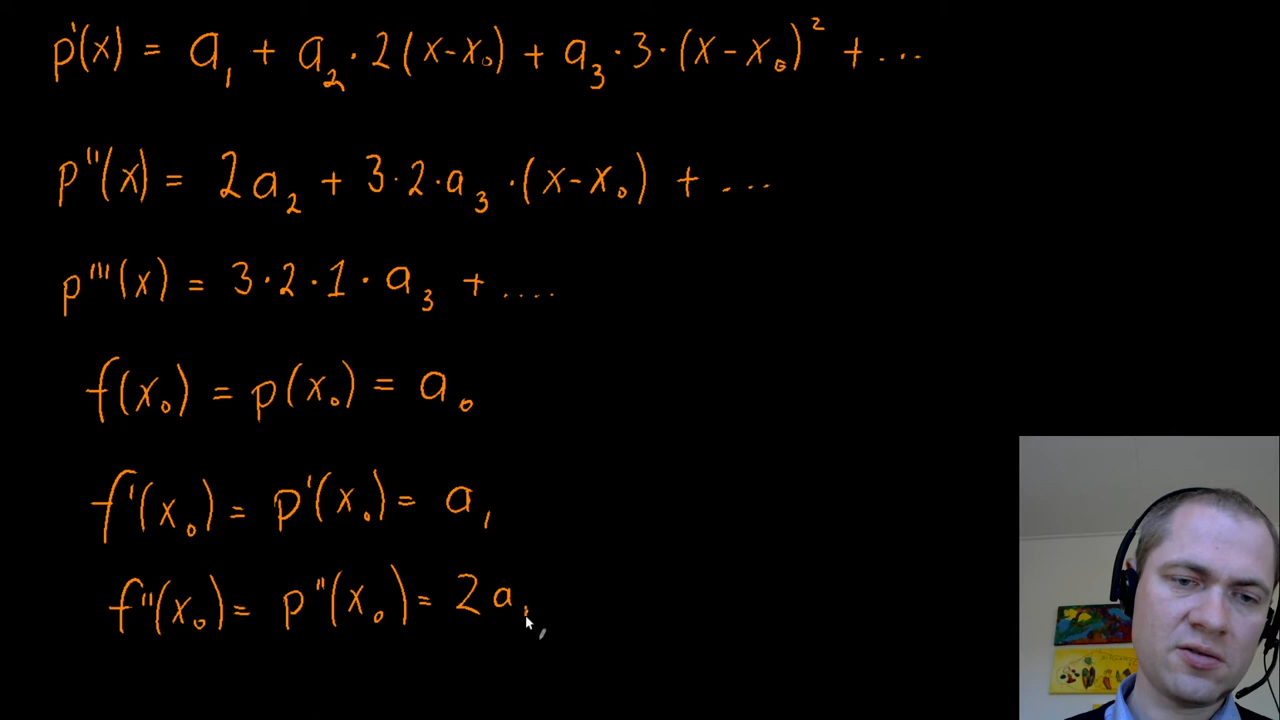 p'(x) = a₁ + a₂ · 2(x-x₀) + a₃ · 3 · (x-x₀)² + ...
p''(x) = 2a₂ + 3·2·a₃ ·(x-x₀) + ...
p'''(x) = 3·2·1·a₃ + ....
f(x₀) = p(x₀) = a₀
f'(x₀) = p'(x₀) = a₁
f''(x₀) = p''(x₀) = 2a